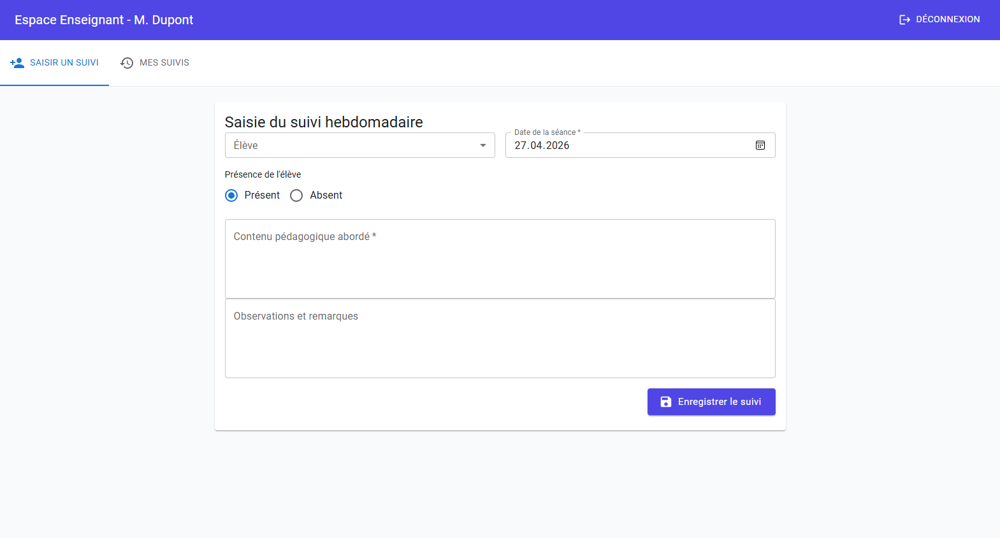 Espace Enseignant - M. Dupont
DÉCONNEXION
SAISIR UN SUIVI
MES SUIVIS
Saisie du suivi hebdomadaire
Élève
Date de la séance *
27.04.2026
Présence de l'élève
Présent
Absent
Contenu pédagogique abordé *
Observations et remarques
Enregistrer le suivi